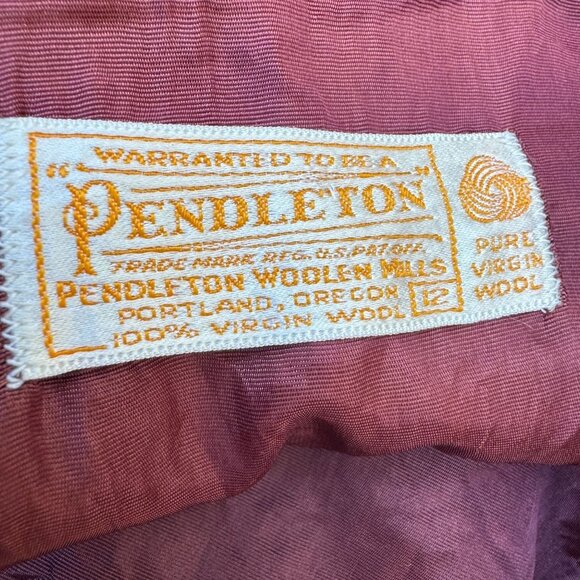 WARRANTED TO BE A
"PENDLETON"
TRADE MARK REG. U.S. PAT. OFF.
PENDLETON WOOLEN MILLS
PORTLAND, OREGON
100% VIRGIN WOOL
12
PURE
VIRGIN
WOOL